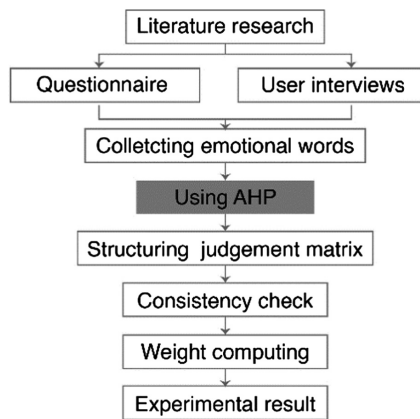 Literature research
Questionnaire
User interviews
Colletcting emotional words
Using AHP
Structuring judgement matrix
Consistency check
Weight computing
Experimental result